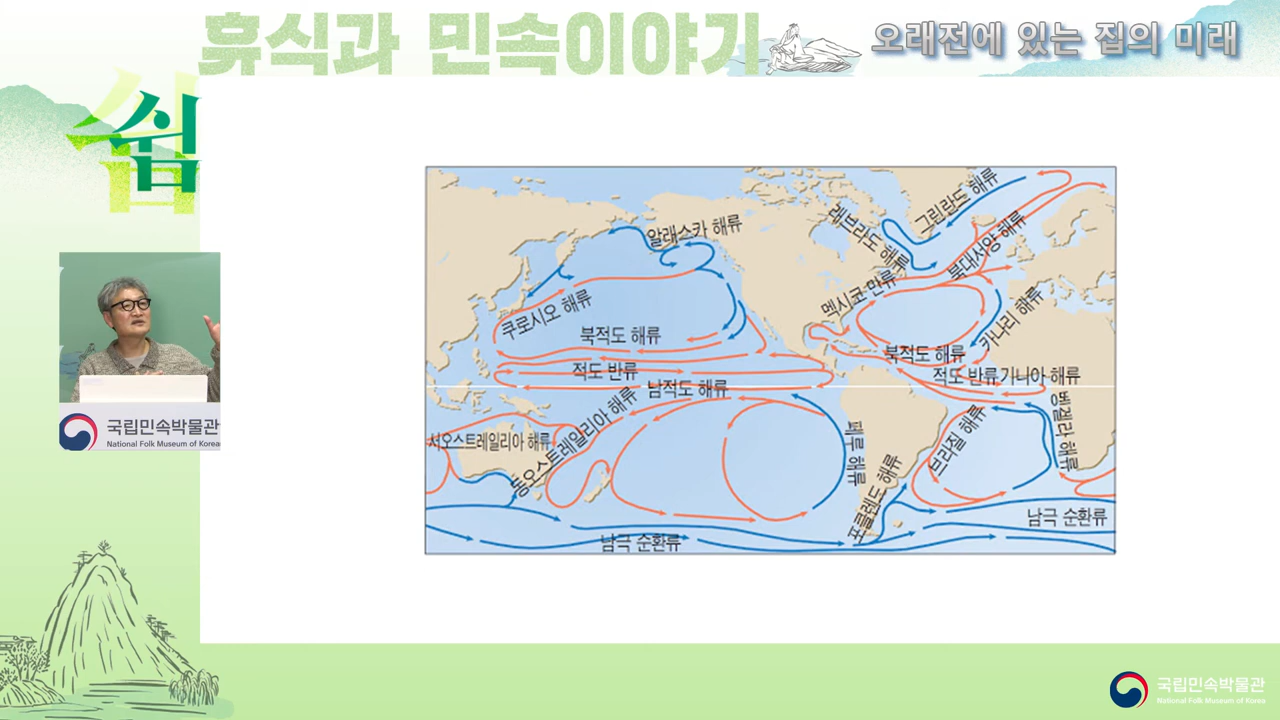 휴식과 민속이야기
오래전에 있는 집의 미래
쉼
국립민속박물관
National Folk Museum of Korea
알래스카 해류
래브라도 해류
그린란드 해류
북대서양 해류
멕시코 만류
카나리 해류
쿠로시오 해류
북적도 해류
북적도 해류
적도 반류
적도 반류
가니아 해류
남적도 해류
서오스트레일리아 해류
동오스트레일리아 해류
페루 해류
브라질 해류
벵겔라 해류
포클랜드 해류
남극 순환류
남극 순환류
국립민속박물관
National Folk Museum of Korea